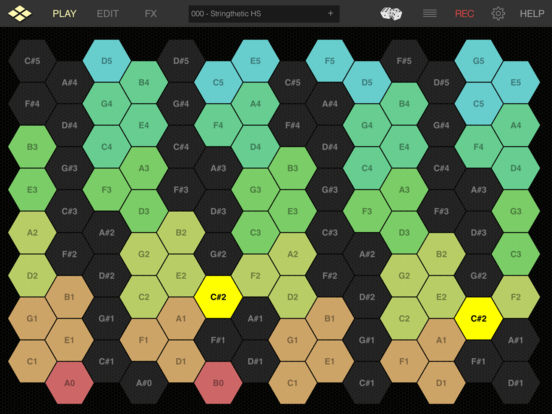 PLAY EDIT FX 000 - Stringthetic HS + REC HELP
C#5 D5 D#5 E5 F5 F#5 G5
A#4 B4 C5 C#5 D5 D#5 E5
F#4 G4 G#4 A4 A#4 B4 C5
D#4 E4 F4 F#4 G4 G#4 A4
B3 C4 C#4 D4 D#4 E4 F4
G#3 A3 A#3 B3 C4 C#4 D4
E3 F3 F#3 G3 G#3 A3 A#3
C#3 D3 D#3 E3 F3 F#3 G3
A2 A#2 B2 C3 C#3 D3 D#3
F#2 G2 G#2 A2 A#2 B2 C3
D2 D#2 E2 F2 F#2 G2 G#2
B1 C2 C#2 D2 D#2 E2 F2
G1 G#1 A1 A#1 B1 C2 C#2
E1 F1 F#1 G1 G#1 A1 A#1
C1 C#1 D1 D#1 E1 F1 F#1
A0 A#0 B0 C1 C#1 D1 D#1